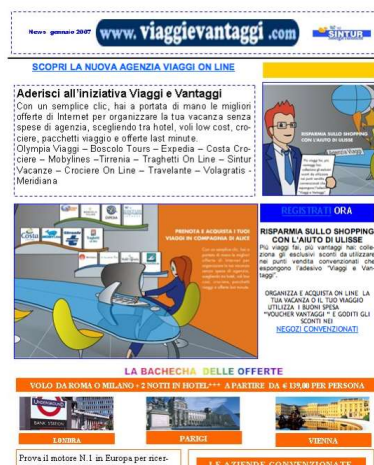 News gennaio 2007
www.viaggievantaggi.com
SINTUR
SCOPRI LA NUOVA AGENZIA VIAGGI ON LINE
Aderisci all'iniziativa Viaggi e Vantaggi
Con un semplice clic, hai a portata di mano le migliori
offerte di Internet per organizzare la tua vacanza senza
spese di agenzia, scegliendo tra hotel, voli low cost, cro-
ciere, pacchetti viaggio e offerte last minute.
Olympia Viaggi – Boscolo Tours – Expedia – Costa Cro-
ciere – Mobylines –Tirrenia – Traghetti On Line – Sintur
Vacanze – Crociere On Line – Travelante – Volagratis -
Meridiana
RISPARMIA SULLO SHOPPING
CON L'AIUTO DI ULISSE
Costa
PRENOTA E ACQUISTA I TUOI
VIAGGI IN COMPAGNIA DI ALICE
REGISTRATI ORA
RISPARMIA SULLO SHOPPING
CON L'AIUTO DI ULISSE
Più viaggi fai, più vantaggi hai: colle-
ziona gli esclusivi sconti da utilizzare
nei punti vendita convenzionati che
espongono l'adesivo "Viaggi e Van-
taggi".
ORGANIZZA E ACQUISTA ON LINE LA
TUA VACANZA O IL TUO VIAGGIO
UTILIZZA I BUONI SPESA
"VOUCHER VANTAGGI " E GODITI GLI
SCONTI NEI
NEGOZI CONVENZIONATI
LA BACHECHA DELLE OFFERTE
VOLO DA ROMA O MILANO + 2 NOTTI IN HOTEL*** A PARTIRE DA € 139,00 PER PERSONA
BANK STATION
LONDRA
PARIGI
VIENNA
Prova il motore N.1 in Europa per ricer-
LE AZIENDE CONVENZIONATE